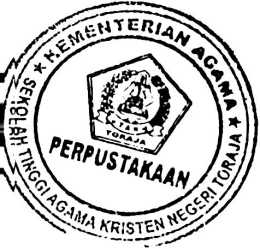 KEMENTERIAN AGAMA
TORAJA
PERPUSTAKAAN
SEKOLAH TINGGI AGAMA KRISTEN NEGERI TORAJA